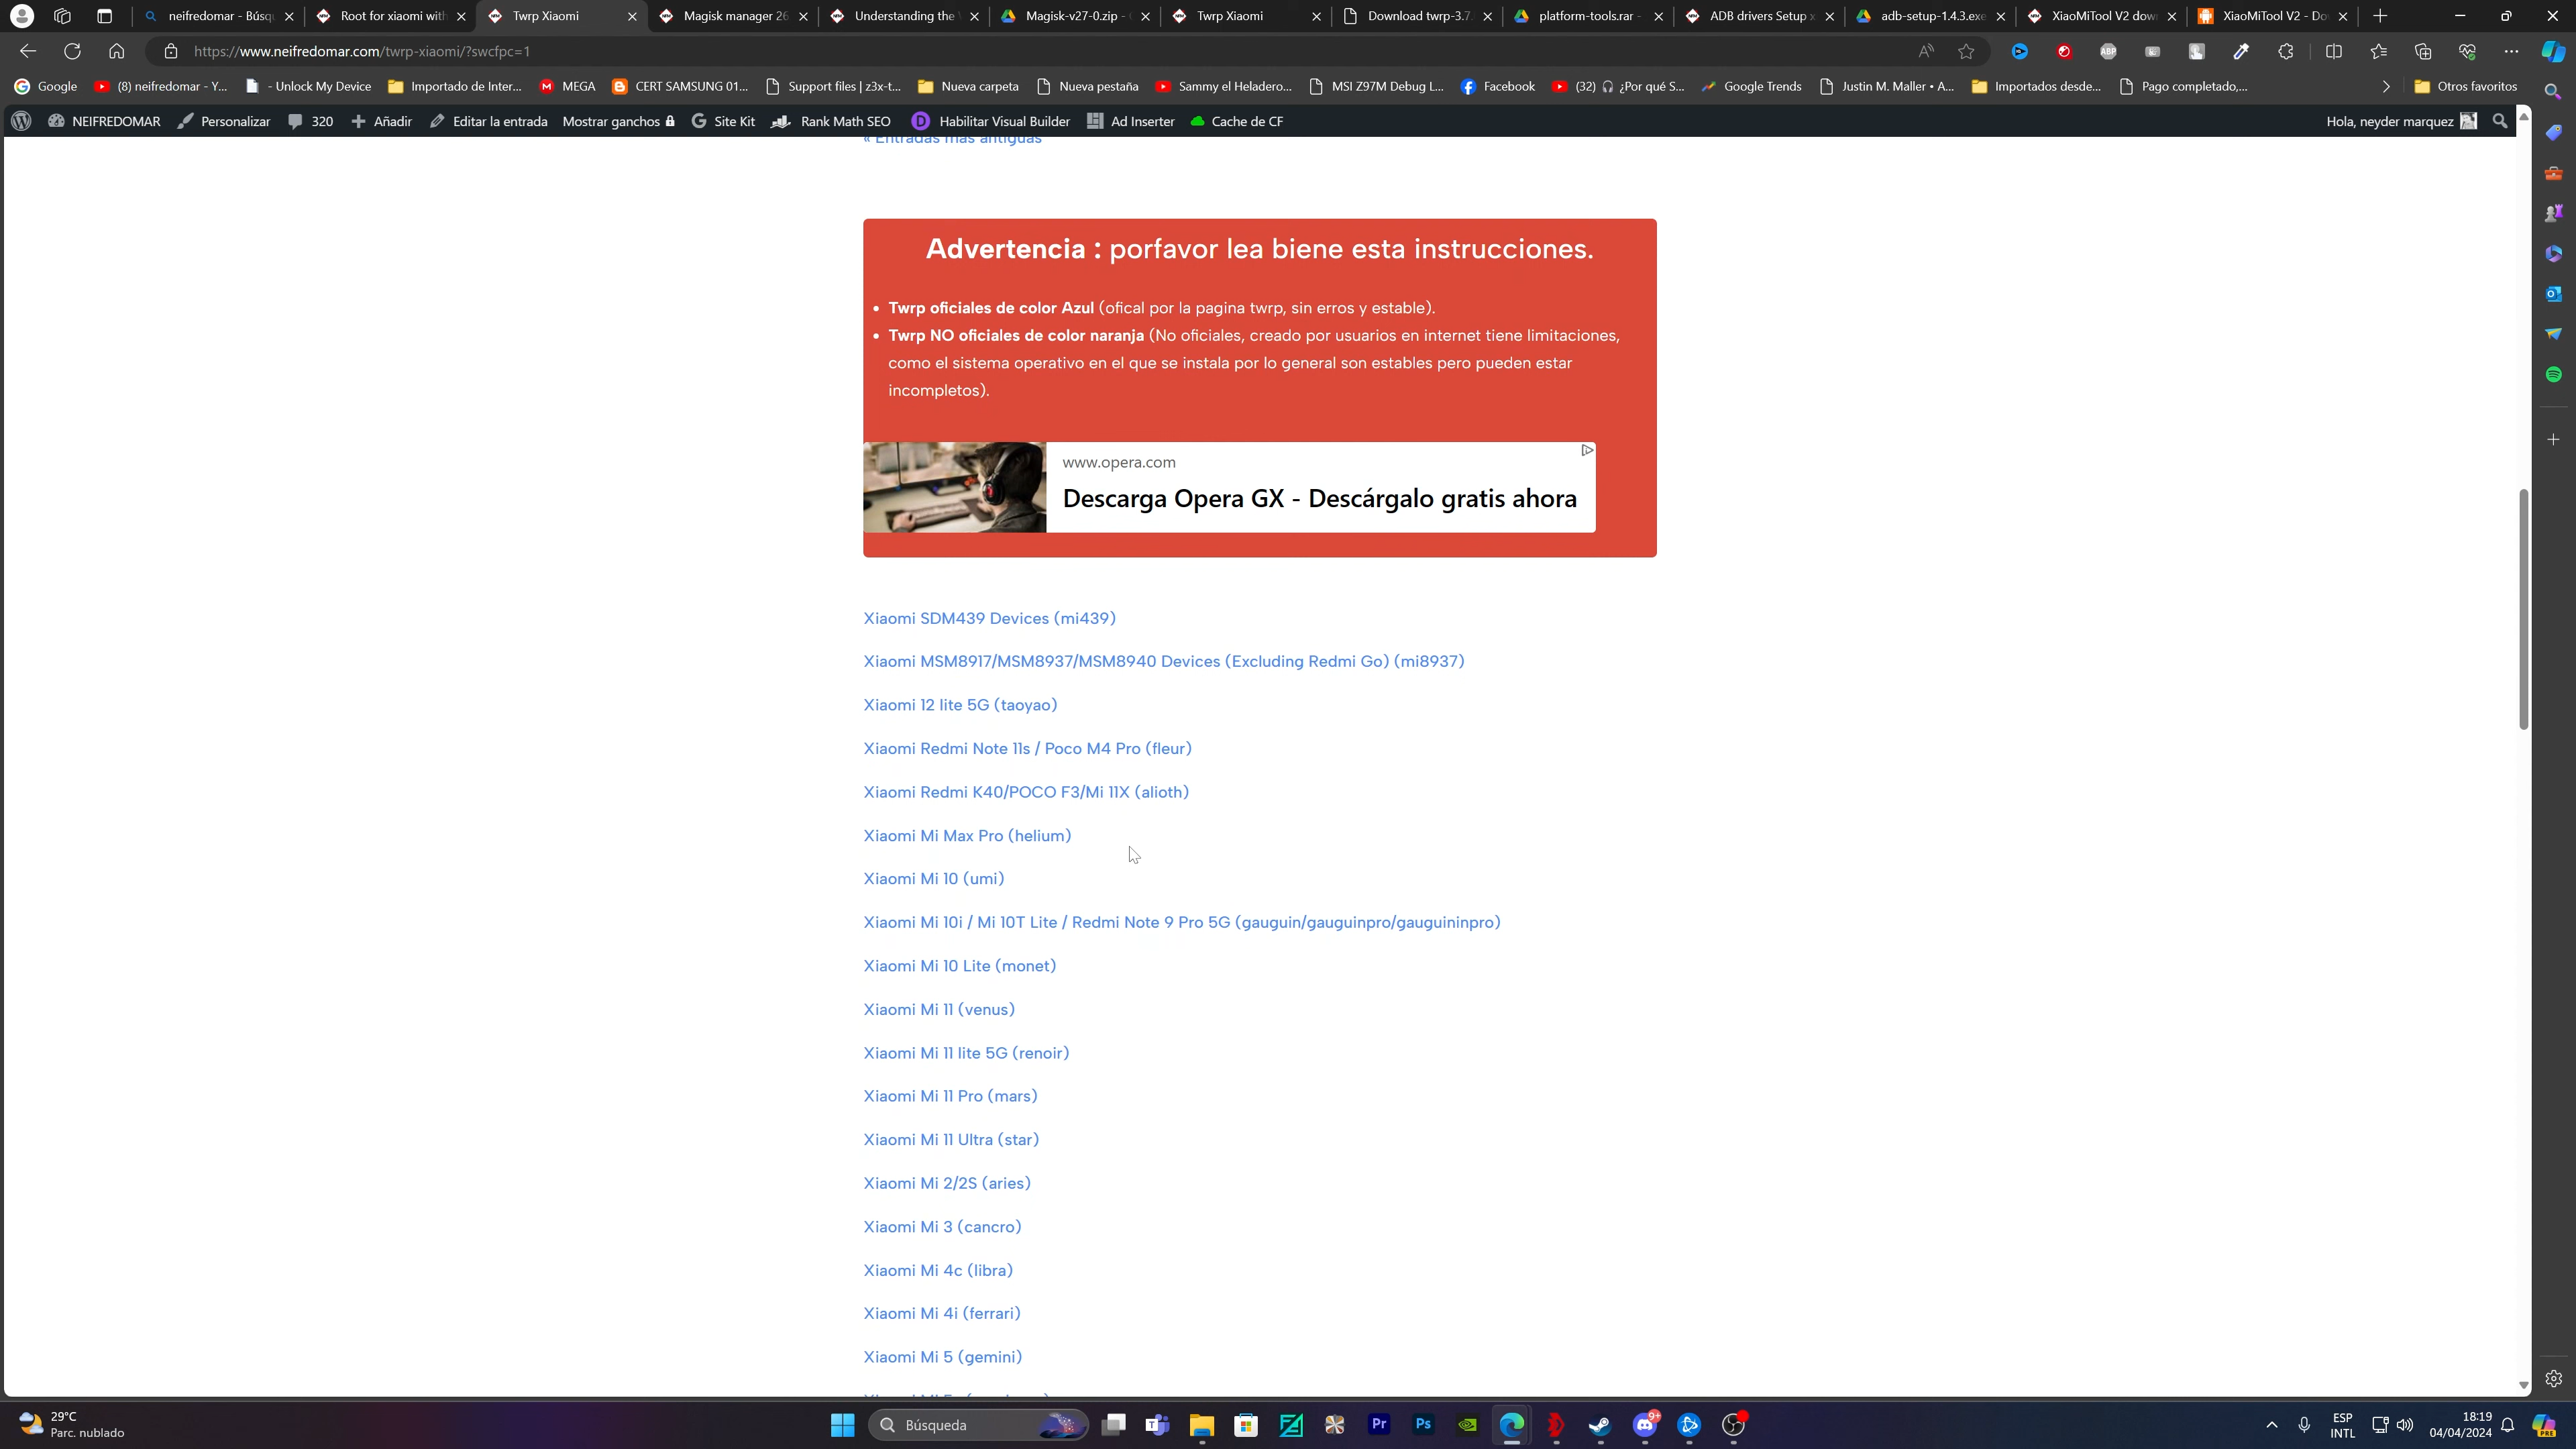 neifredomar - Búsq
Root for xiaomi with
Twrp Xiaomi
Magisk manager 26
Understanding the
Magisk-v27-0.zip -
Twrp Xiaomi
Download twrp-3.7.
platform-tools.rar -
ADB drivers Setup
adb-setup-1.4.3.exe
XiaoMiTool V2 dow
XiaoMiTool V2 - Do
https://www.neifredomar.com/twrp-xiaomi/?swcfpc=1
Google
(8) neifredomar - Y...
- Unlock My Device
Importado de Inter...
MEGA
CERT SAMSUNG 01...
Support files | z3x-t...
Nueva carpeta
Nueva pestaña
Sammy el Heladero...
MSI Z97M Debug L...
Facebook
(32) 🎧 ¿Por qué S...
Google Trends
Justin M. Maller • A...
Importados desde...
Pago completado,...
Otros favoritos
NEIFREDOMAR
Personalizar
320
Añadir
Editar la entrada
Mostrar ganchos
Site Kit
Rank Math SEO
Habilitar Visual Builder
Ad Inserter
Cache de CF
Hola, neyder marquez
« Entradas más antiguas
Advertencia : porfavor lea biene esta instrucciones.
• Twrp oficiales de color Azul (ofical por la pagina twrp, sin erros y estable).
• Twrp NO oficiales de color naranja (No oficiales, creado por usuarios en internet tiene limitaciones,
como el sistema operativo en el que se instala por lo general son estables pero pueden estar
incompletos).
www.opera.com
Descarga Opera GX - Descárgalo gratis ahora
Xiaomi SDM439 Devices (mi439)
Xiaomi MSM8917/MSM8937/MSM8940 Devices (Excluding Redmi Go) (mi8937)
Xiaomi 12 lite 5G (taoyao)
Xiaomi Redmi Note 11s / Poco M4 Pro (fleur)
Xiaomi Redmi K40/POCO F3/Mi 11X (alioth)
Xiaomi Mi Max Pro (helium)
Xiaomi Mi 10 (umi)
Xiaomi Mi 10i / Mi 10T Lite / Redmi Note 9 Pro 5G (gauguin/gauguinpro/gauguininpro)
Xiaomi Mi 10 Lite (monet)
Xiaomi Mi 11 (venus)
Xiaomi Mi 11 lite 5G (renoir)
Xiaomi Mi 11 Pro (mars)
Xiaomi Mi 11 Ultra (star)
Xiaomi Mi 2/2S (aries)
Xiaomi Mi 3 (cancro)
Xiaomi Mi 4c (libra)
Xiaomi Mi 4i (ferrari)
Xiaomi Mi 5 (gemini)
29°C
Parc. nublado
Búsqueda
Pr
Ps
9+
ESP
INTL
18:19
04/04/2024
PRE
ABP